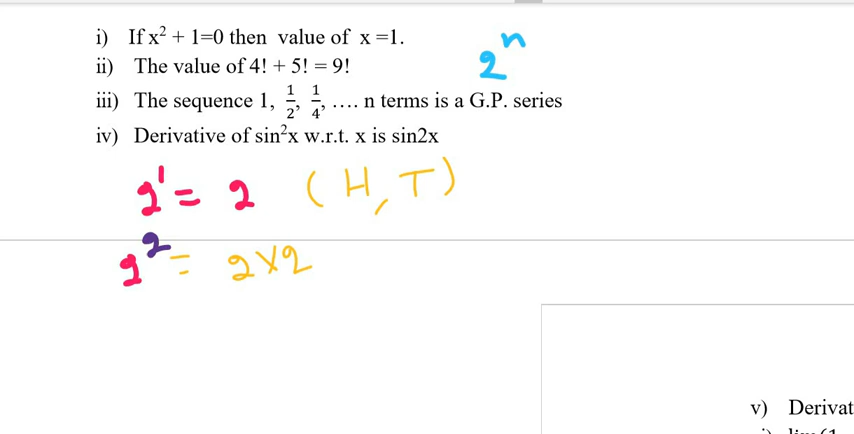 i) If x² + 1=0 then value of x =1.
ii) The value of 4! + 5! = 9!
2ⁿ
iii) The sequence 1, 1/2, 1/4, .... n terms is a G.P. series
iv) Derivative of sin²x w.r.t. x is sin2x
2¹ = 2 (H, T)
2² = 2×2
v) Derivat